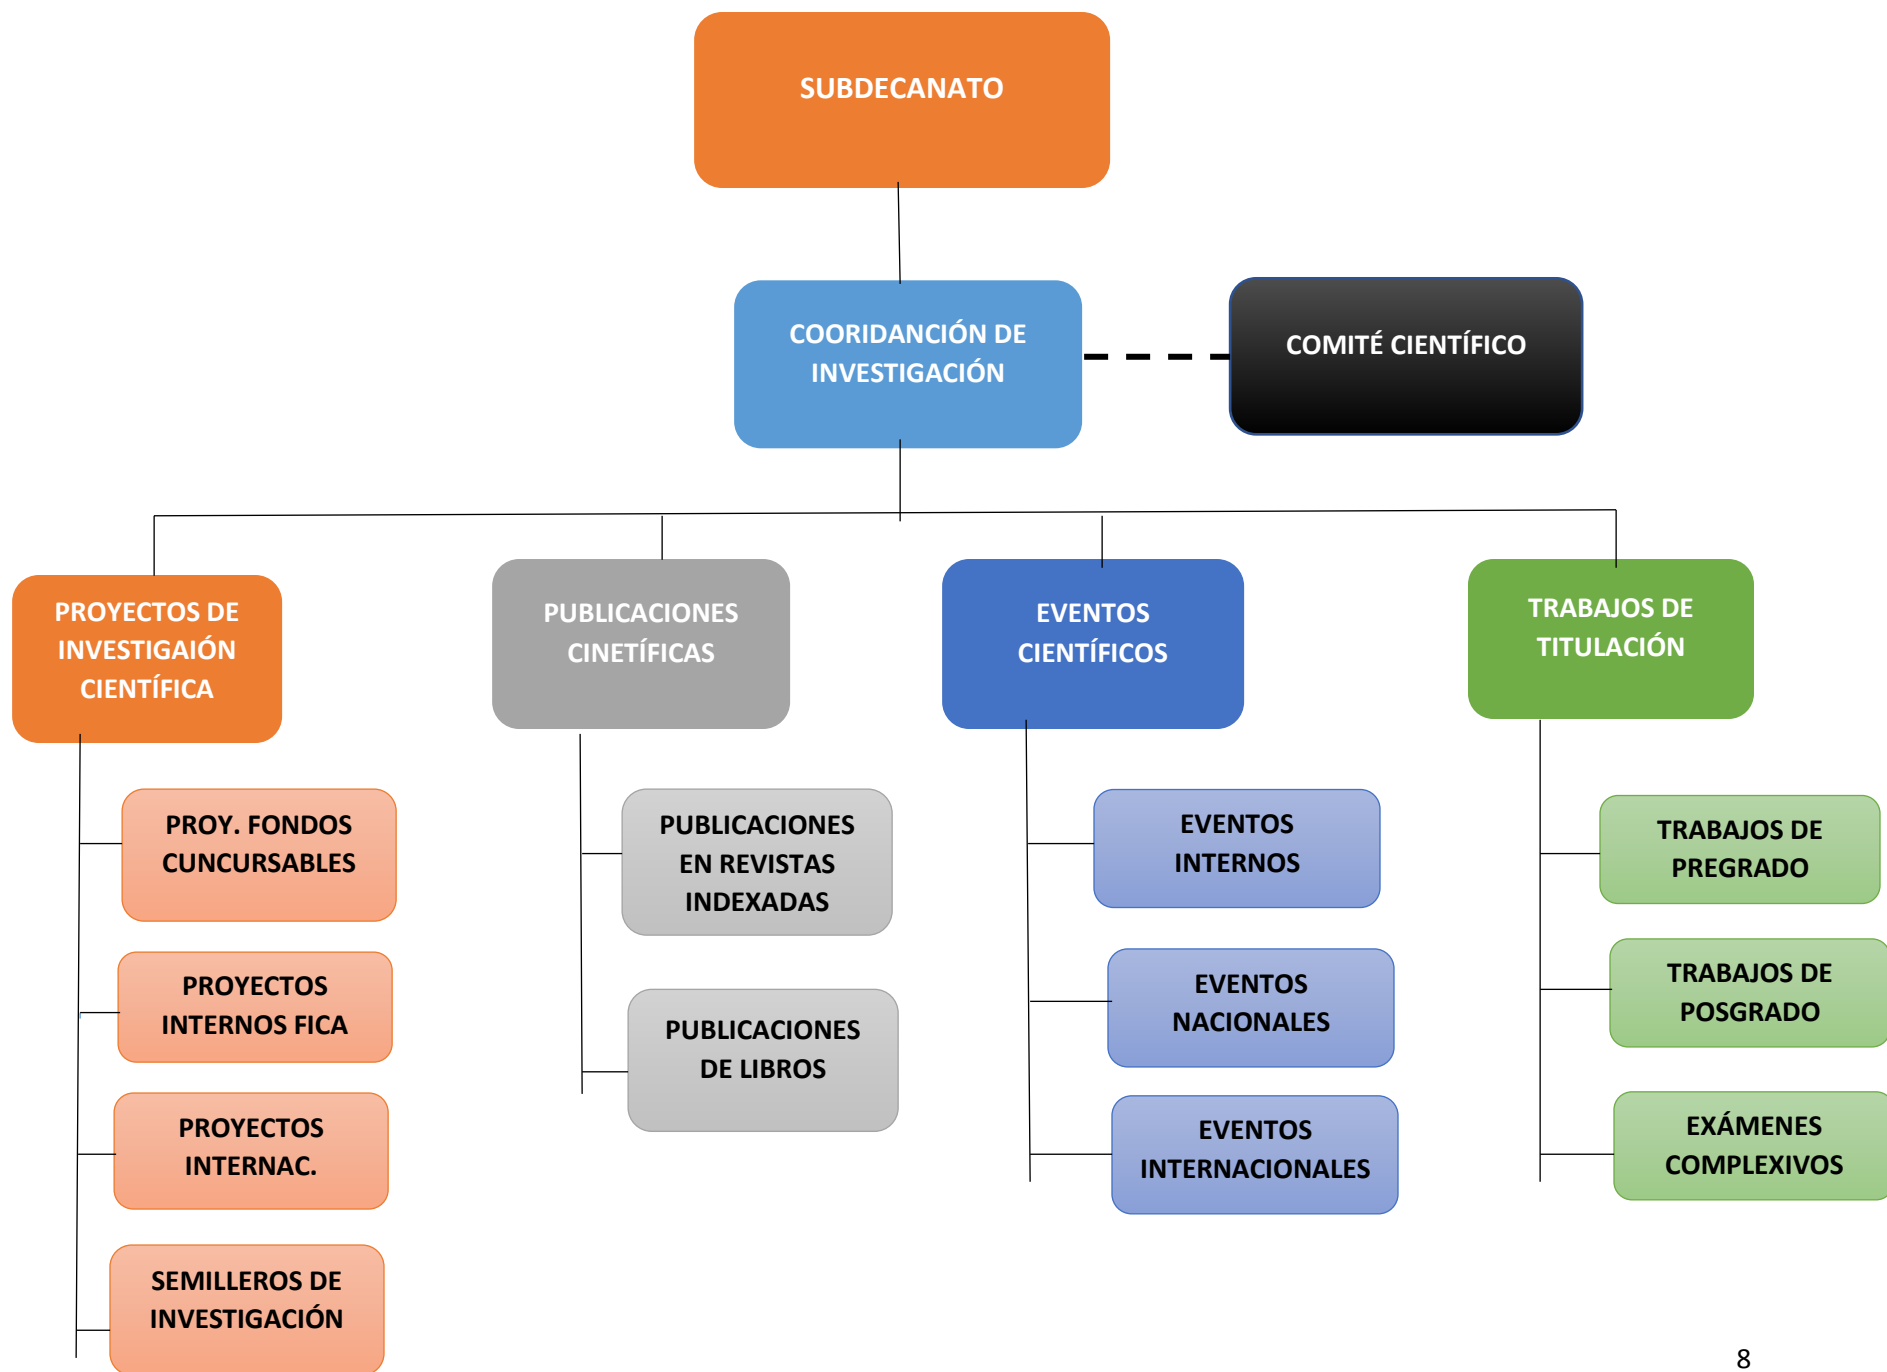 SUBDECANATO
COORIDANCIÓN DE
INVESTIGACIÓN
COMITÉ CIENTÍFICO
PROYECTOS DE
INVESTIGAIÓN
CIENTÍFICA
PUBLICACIONES
CINETÍFICAS
EVENTOS
CIENTÍFICOS
TRABAJOS DE
TITULACIÓN
PROY. FONDOS
CUNCURSABLES
PROYECTOS
INTERNOS FICA
PROYECTOS
INTERNAC.
SEMILLEROS DE
INVESTIGACIÓN
PUBLICACIONES
EN REVISTAS
INDEXADAS
PUBLICACIONES
DE LIBROS
EVENTOS
INTERNOS
EVENTOS
NACIONALES
EVENTOS
INTERNACIONALES
TRABAJOS DE
PREGRADO
TRABAJOS DE
POSGRADO
EXÁMENES
COMPLEXIVOS
8